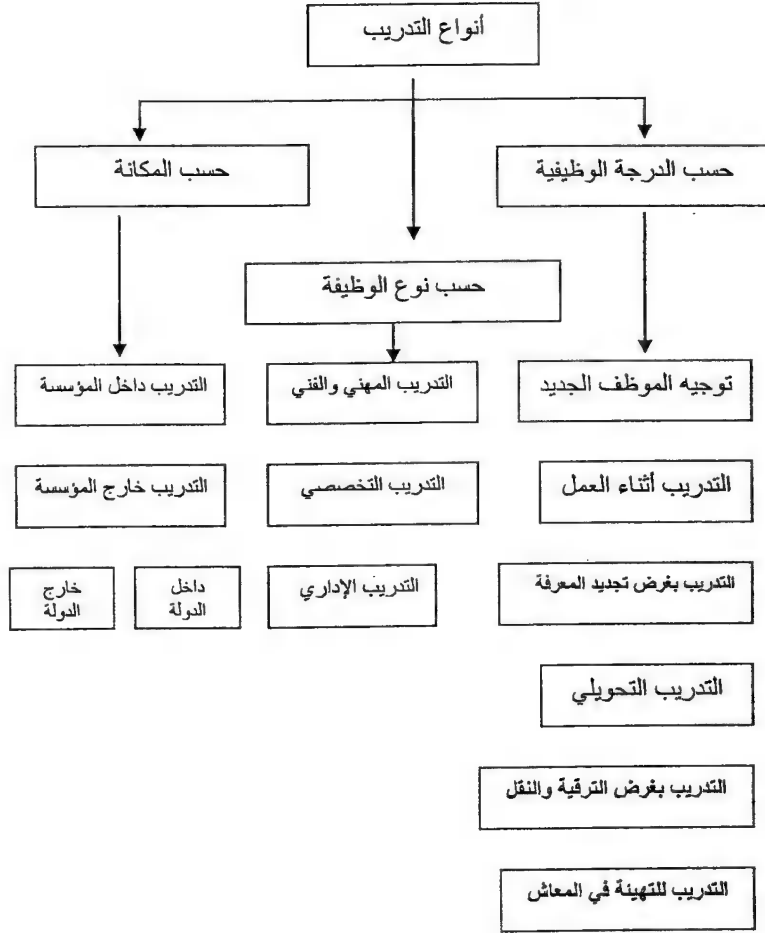 أنواع التدريب
حسب الدرجة الوظيفية
حسب المكانة
حسب نوع الوظيفة
توجيه الموظف الجديد
التدريب المهني والفني
التدريب داخل المؤسسة
التدريب أثناء العمل
التدريب التخصصي
التدريب خارج المؤسسة
التدريب بغرض تجديد المعرفة
التدريب الإداري
داخل
الدولة
خارج
الدولة
التدريب التحويلي
التدريب بغرض الترقية والنقل
التدريب للتهيئة في المعاش